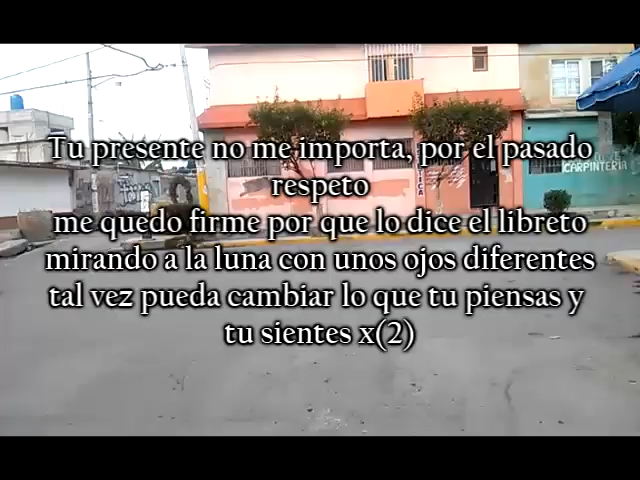 Tu presente no me importa, por el pasado
respeto
me quedo firme por que lo dice el libreto
mirando a la luna con unos ojos diferentes
tal vez pueda cambiar lo que tu piensas y
tu sientes x(2)
CARPINTERIA